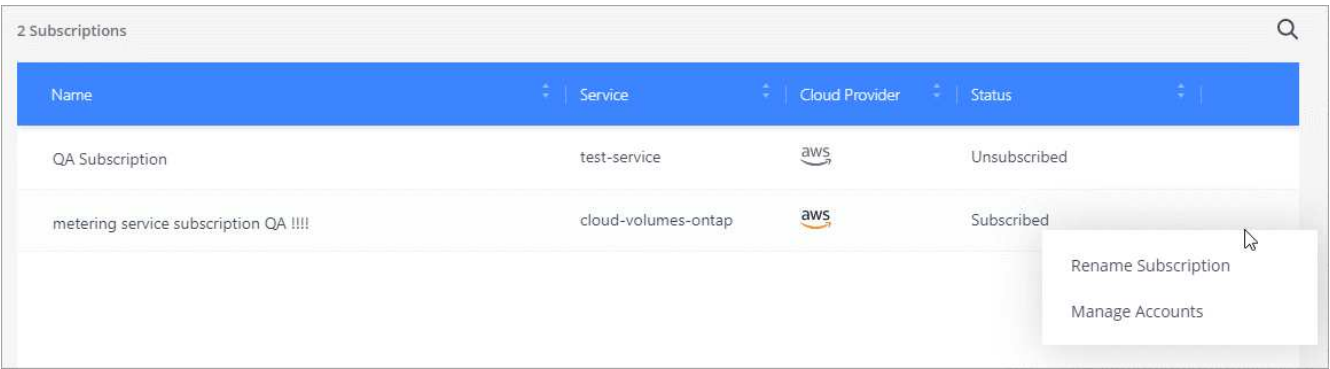 2 Subscriptions
Name Service Cloud Provider Status
QA Subscription test-service aws Unsubscribed
metering service subscription QA !!!! cloud-volumes-ontap aws Subscribed
Rename Subscription
Manage Accounts